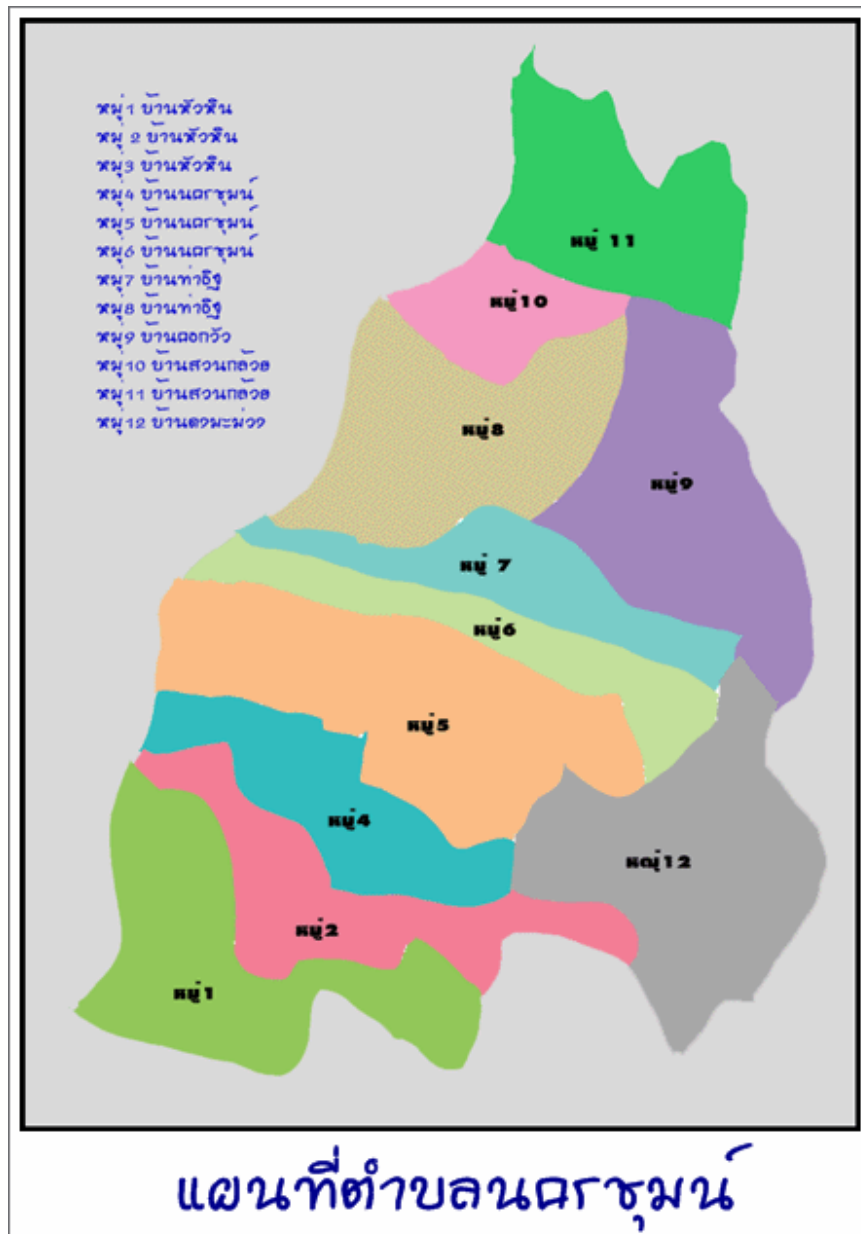 หมู่1 บ้านหัวหิน
หมู่ 2 บ้านหัวหิน
หมู่3 บ้านหัวหิน
หมู่4 บ้านนครชุมน์
หมู่5 บ้านนครชุมน์
หมู่6 บ้านนครชุมน์
หมู่7 บ้านท่าอิฐ
หมู่8 บ้านท่าอิฐ
หมู่9 บ้านคอกวัว
หมู่10 บ้านสวนกล้วย
หมู่11 บ้านสวนกล้วย
หมู่12 บ้านดงมะม่วง
หมู่ 11
หมู่10
หมู่8
หมู่9
หมู่ 7
หมู่6
หมู่5
หมู่4
หฒุ่12
หมู่2
หมู่1
แผนที่ตำบลนครชุมน์